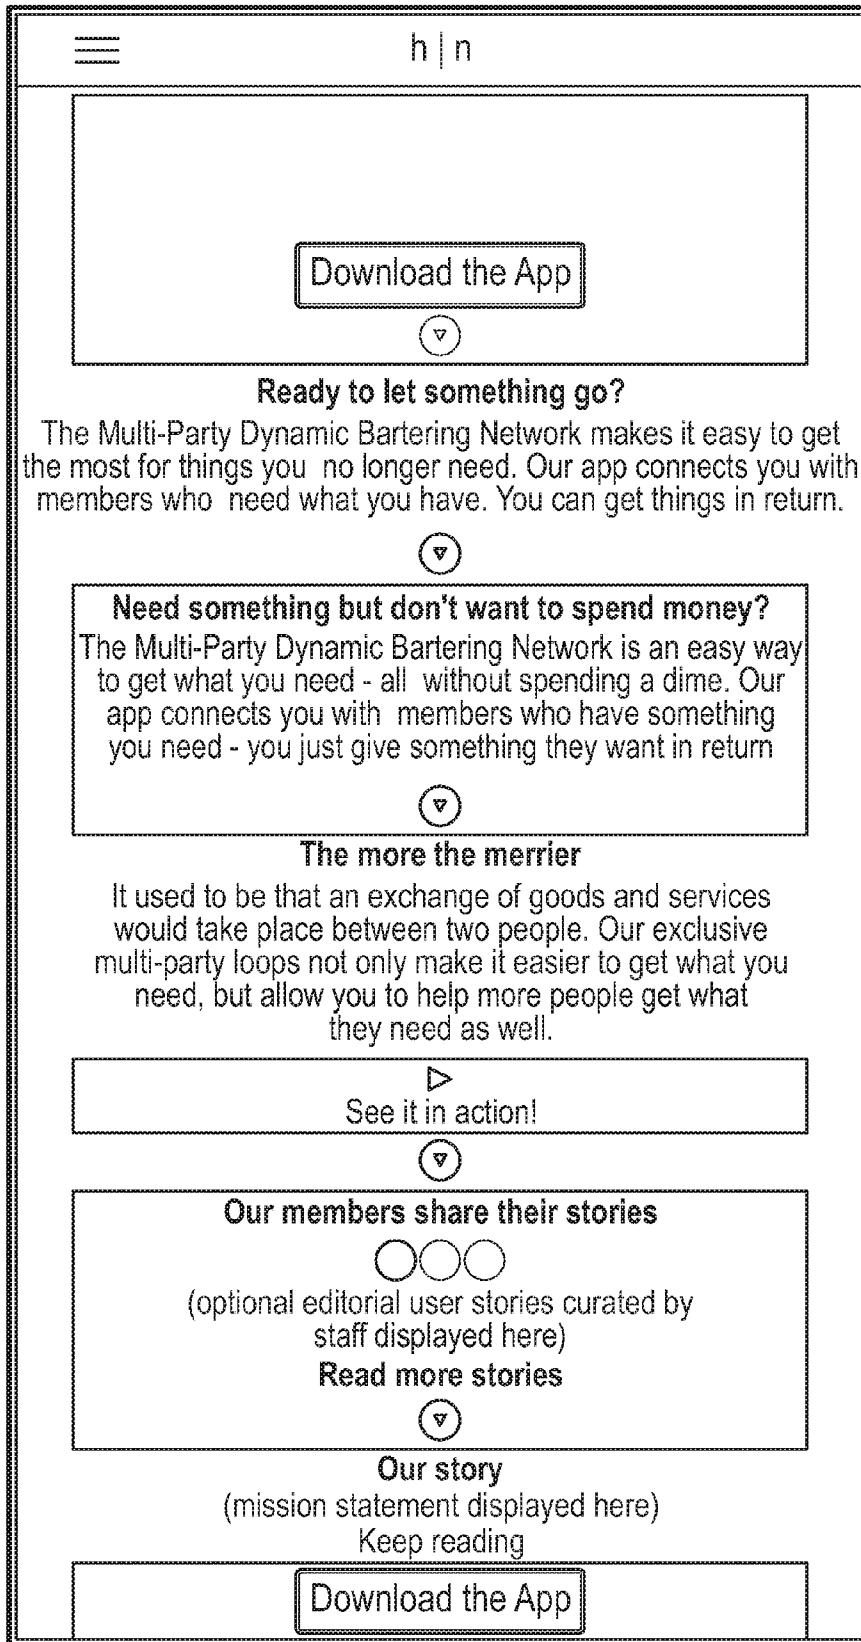 h|n
Download the App
Ready to let something go?
The Multi-Party Dynamic Bartering Network makes it easy to get
the most for things you no longer need. Our app connects you with
members who need what you have. You can get things in return.
Need something but don't want to spend money?
The Multi-Party Dynamic Bartering Network is an easy way
to get what you need - all without spending a dime. Our
app connects you with members who have something
you need - you just give something they want in return
The more the merrier
It used to be that an exchange of goods and services
would take place between two people. Our exclusive
multi-party loops not only make it easier to get what you
need, but allow you to help more people get what
they need as well.
See it in action!
Our members share their stories
(optional editorial user stories curated by
staff displayed here)
Read more stories
Our story
(mission statement displayed here)
Keep reading
Download the App